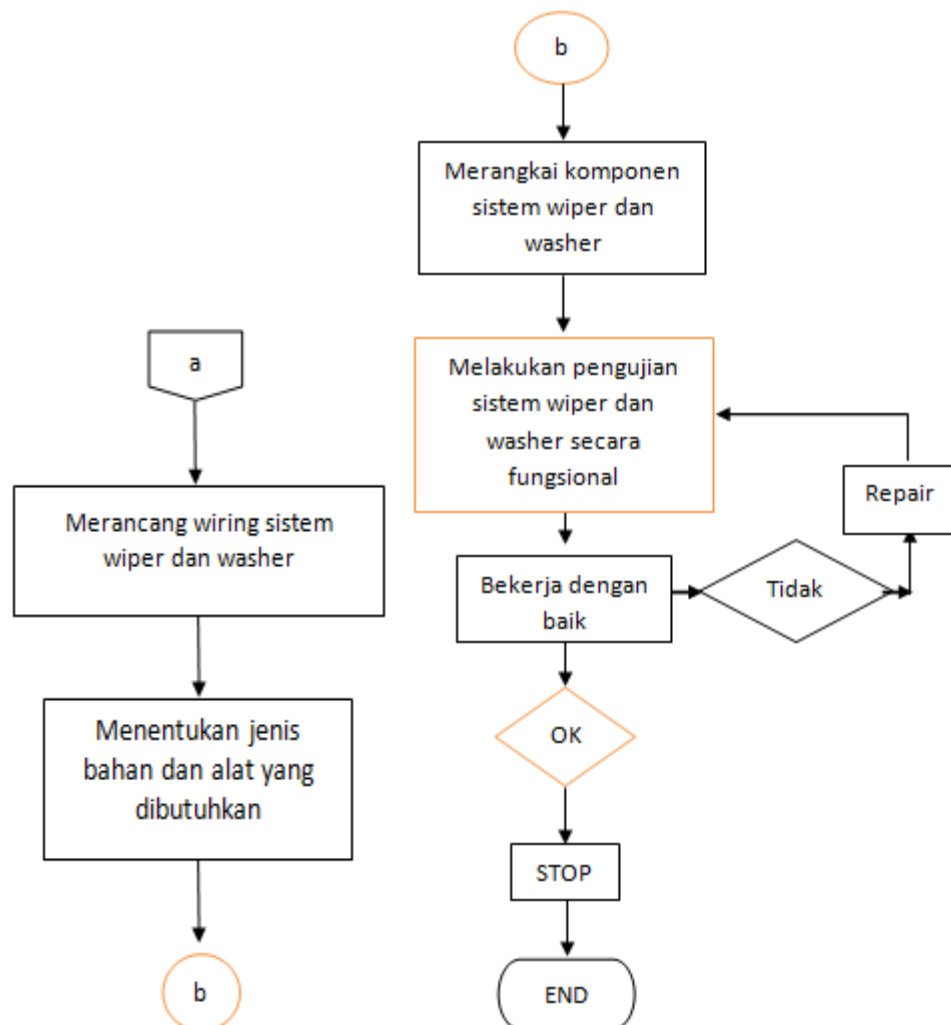 a
Merancang wiring sistem
wiper dan washer
Menentukan jenis
bahan dan alat yang
dibutuhkan
b
b
Merangkai komponen
sistem wiper dan
washer
Melakukan pengujian
sistem wiper dan
washer secara
fungsional
Bekerja dengan
baik
Tidak
Repair
OK
STOP
END